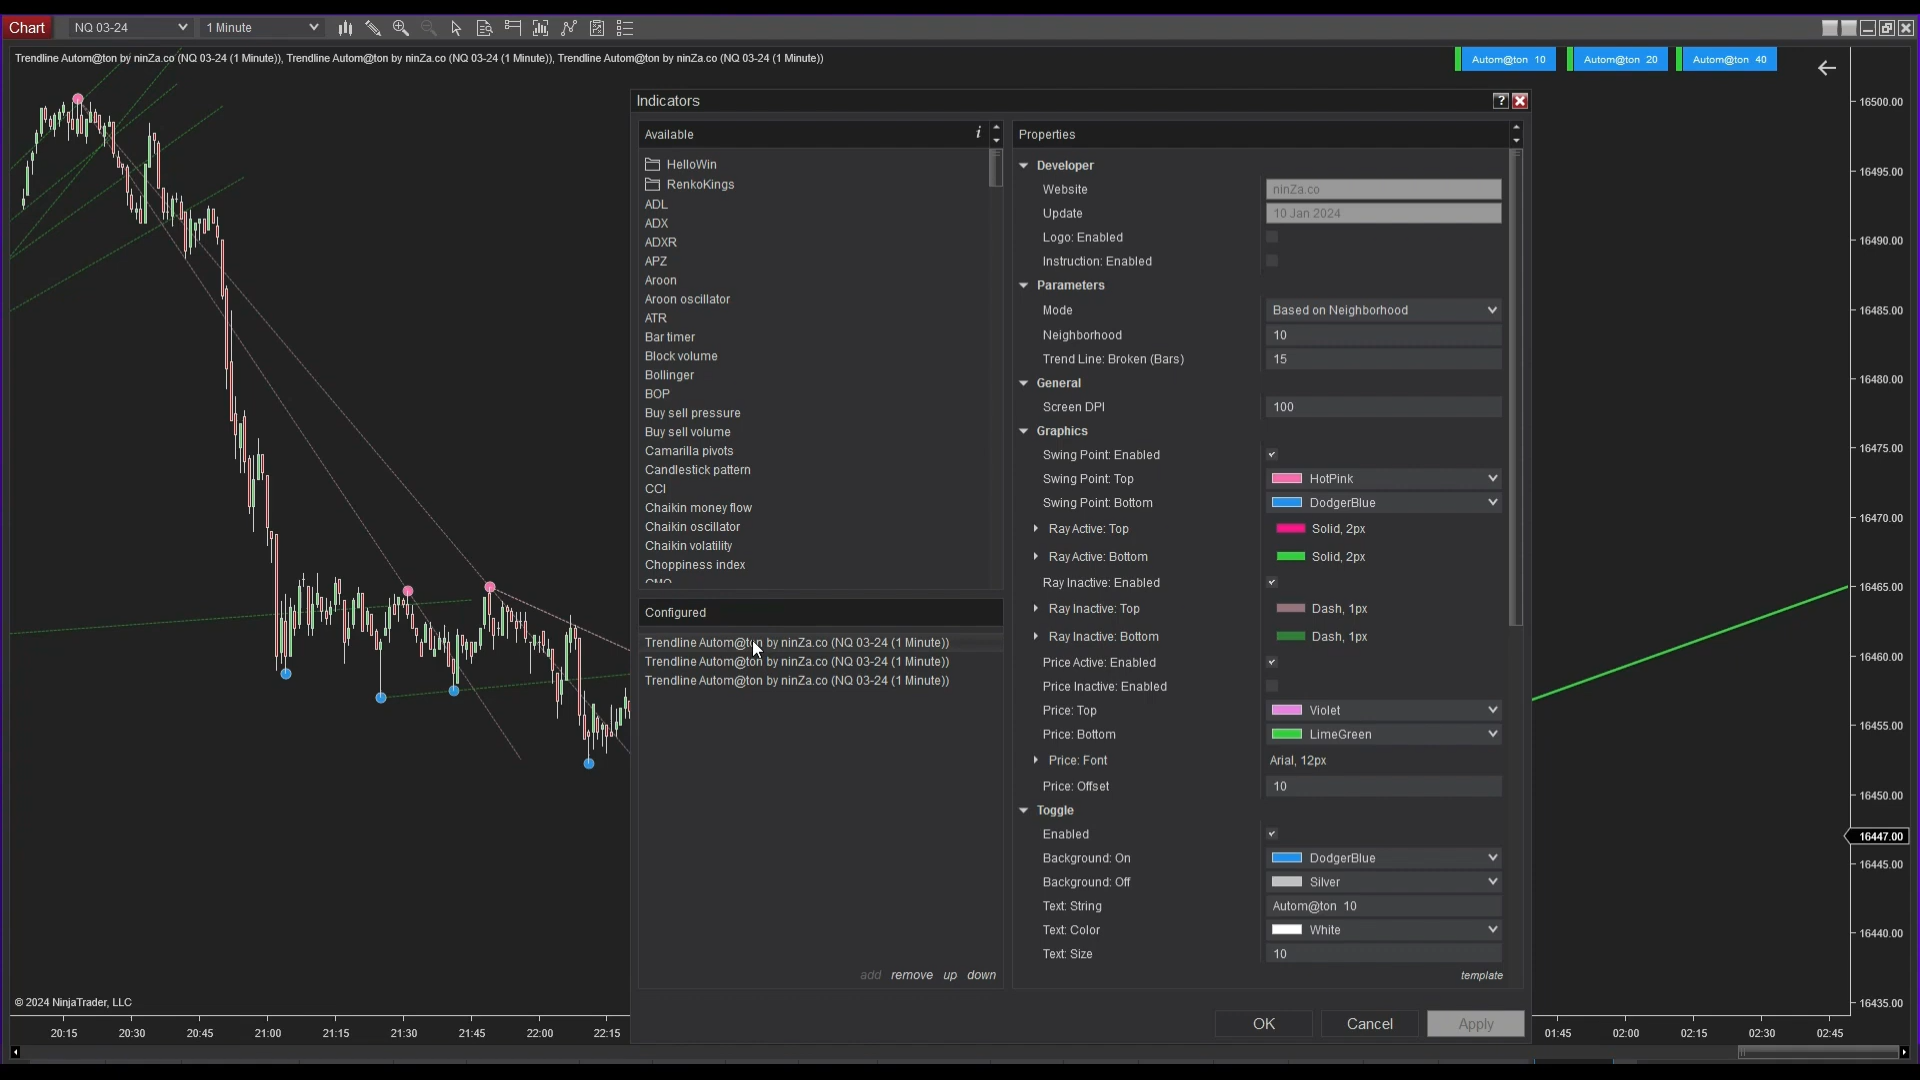 Chart NQ 03-24 1 Minute
Trendline Autom@ton by ninZa.co (NQ 03-24 (1 Minute)), Trendline Autom@ton by ninZa.co (NQ 03-24 (1 Minute)), Trendline Autom@ton by ninZa.co (NQ 03-24 (1 Minute))
Autom@ton 10 Autom@ton 20 Autom@ton 40
Indicators
?
Available i
HelloWin
RenkoKings
ADL
ADX
ADXR
APZ
Aroon
Aroon oscillator
ATR
Bar timer
Block volume
Bollinger
BOP
Buy sell pressure
Buy sell volume
Camarilla pivots
Candlestick pattern
CCI
Chaikin money flow
Chaikin oscillator
Chaikin volatility
Choppiness index
CMO
Configured
Trendline Autom@ton by ninZa.co (NQ 03-24 (1 Minute))
Trendline Autom@ton by ninZa.co (NQ 03-24 (1 Minute))
Trendline Autom@ton by ninZa.co (NQ 03-24 (1 Minute))
add remove up down
Properties
Developer
Website ninZa.co
Update 10 Jan 2024
Logo: Enabled
Instruction: Enabled
Parameters
Mode Based on Neighborhood
Neighborhood 10
Trend Line: Broken (Bars) 15
General
Screen DPI 100
Graphics
Swing Point: Enabled
Swing Point: Top HotPink
Swing Point: Bottom DodgerBlue
Ray Active: Top Solid, 2px
Ray Active: Bottom Solid, 2px
Ray Inactive: Enabled
Ray Inactive: Top Dash, 1px
Ray Inactive: Bottom Dash, 1px
Price Active: Enabled
Price Inactive: Enabled
Price: Top Violet
Price: Bottom LimeGreen
Price: Font Arial, 12px
Price: Offset 10
Toggle
Enabled
Background: On DodgerBlue
Background: Off Silver
Text: String Autom@ton 10
Text: Color White
Text: Size 10
template
OK Cancel Apply
16500.00
16495.00
16490.00
16485.00
16480.00
16475.00
16470.00
16465.00
16460.00
16455.00
16450.00
16447.00
16445.00
16440.00
16435.00
© 2024 NinjaTrader, LLC
20:15 20:30 20:45 21:00 21:15 21:30 21:45 22:00 22:15 01:45 02:00 02:15 02:30 02:45